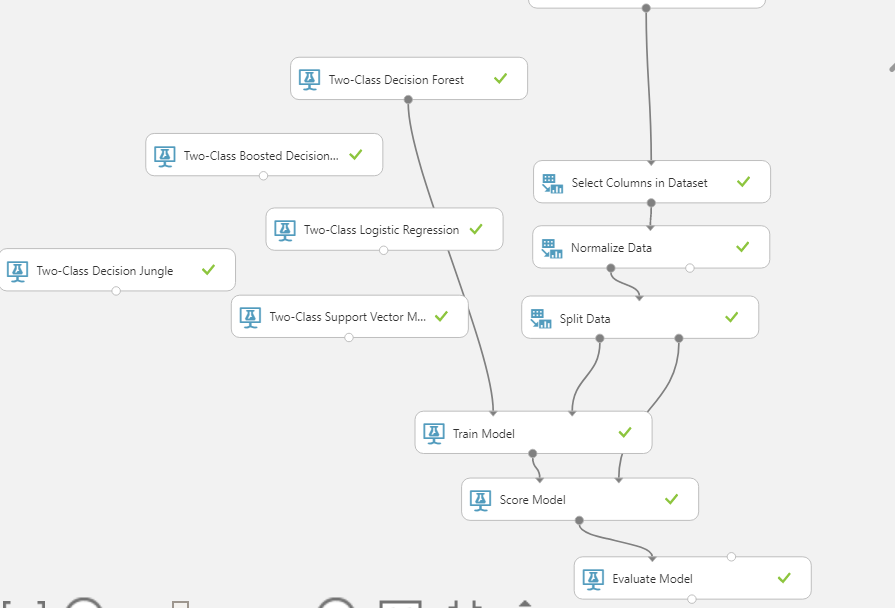 Two-Class Decision Forest
Two-Class Boosted Decision...
Select Columns in Dataset
Two-Class Logistic Regression
Normalize Data
Two-Class Decision Jungle
Two-Class Support Vector M...
Split Data
Train Model
Score Model
Evaluate Model